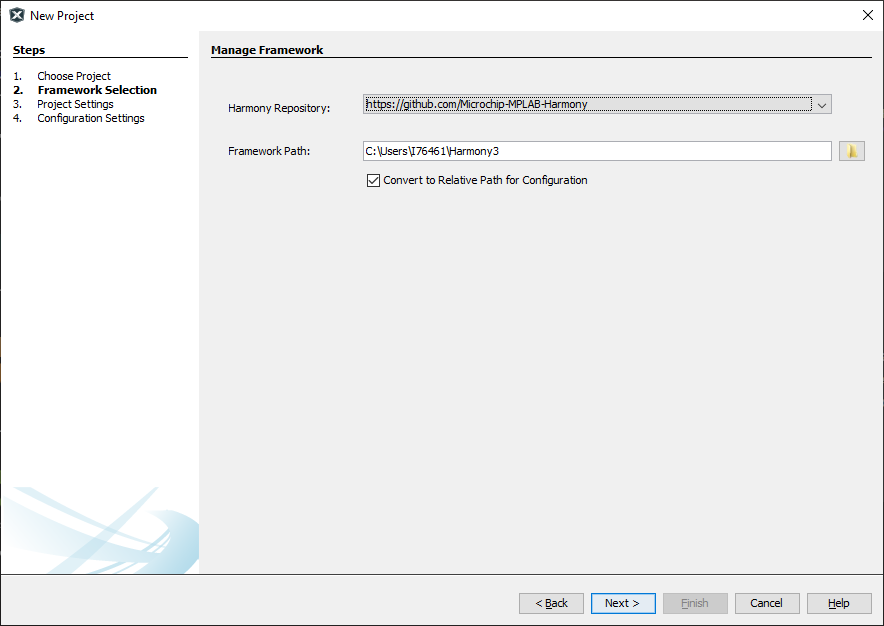 New Project
Steps
1. Choose Project
2. Framework Selection
3. Project Settings
4. Configuration Settings
Manage Framework
Harmony Repository: https://github.com/Microchip-MPLAB-Harmony
Framework Path: C:\Users\I76461\Harmony3
Convert to Relative Path for Configuration
< Back Next > Finish Cancel Help